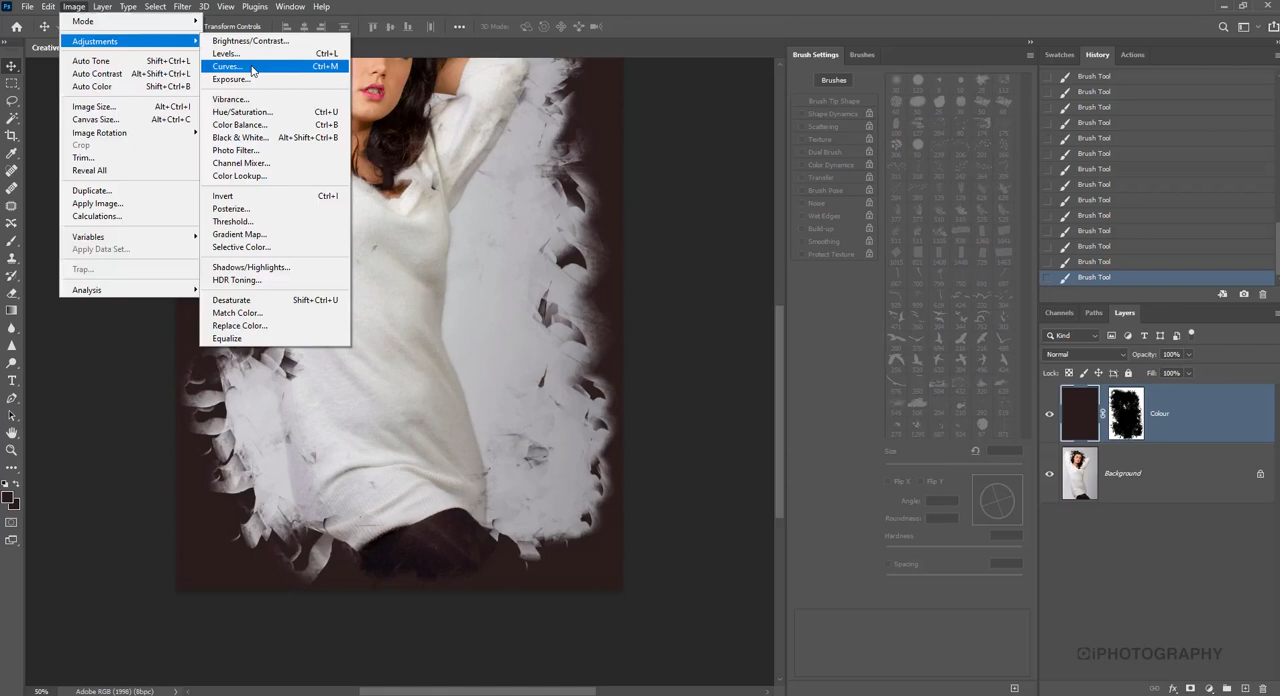 Ps File Edit Image Layer Type Select Filter 3D View Plugins Window Help
Transform Controls 3D Mode:
Creative
Mode
Adjustments
Auto Tone Shift+Ctrl+L
Auto Contrast Alt+Shift+Ctrl+L
Auto Color Shift+Ctrl+B
Image Size... Alt+Ctrl+I
Canvas Size... Alt+Ctrl+C
Image Rotation
Crop
Trim...
Reveal All
Duplicate...
Apply Image...
Calculations...
Variables
Apply Data Set...
Trap...
Analysis
Brightness/Contrast...
Levels... Ctrl+L
Curves... Ctrl+M
Exposure...
Vibrance...
Hue/Saturation... Ctrl+U
Color Balance... Ctrl+B
Black & White... Alt+Shift+Ctrl+B
Photo Filter...
Channel Mixer...
Color Lookup...
Invert Ctrl+I
Posterize...
Threshold...
Gradient Map...
Selective Color...
Shadows/Highlights...
HDR Toning...
Desaturate Shift+Ctrl+U
Match Color...
Replace Color...
Equalize
Brush Settings Brushes
Brushes
Brush Tip Shape
Shape Dynamics
Scattering
Texture
Dual Brush
Color Dynamics
Transfer
Brush Pose
Noise
Wet Edges
Build-up
Smoothing
Protect Texture
Size
Flip X Flip Y
Angle:
Roundness:
Hardness
Spacing
Swatches History Actions
Brush Tool
Brush Tool
Brush Tool
Brush Tool
Brush Tool
Brush Tool
Brush Tool
Brush Tool
Brush Tool
Brush Tool
Brush Tool
Brush Tool
Brush Tool
Brush Tool
Channels Paths Layers
Kind
Normal Opacity: 100%
Lock: Fill: 100%
Colour
Background
iPHOTOGRAPHY
50% Adobe RGB (1998) (8bpc)